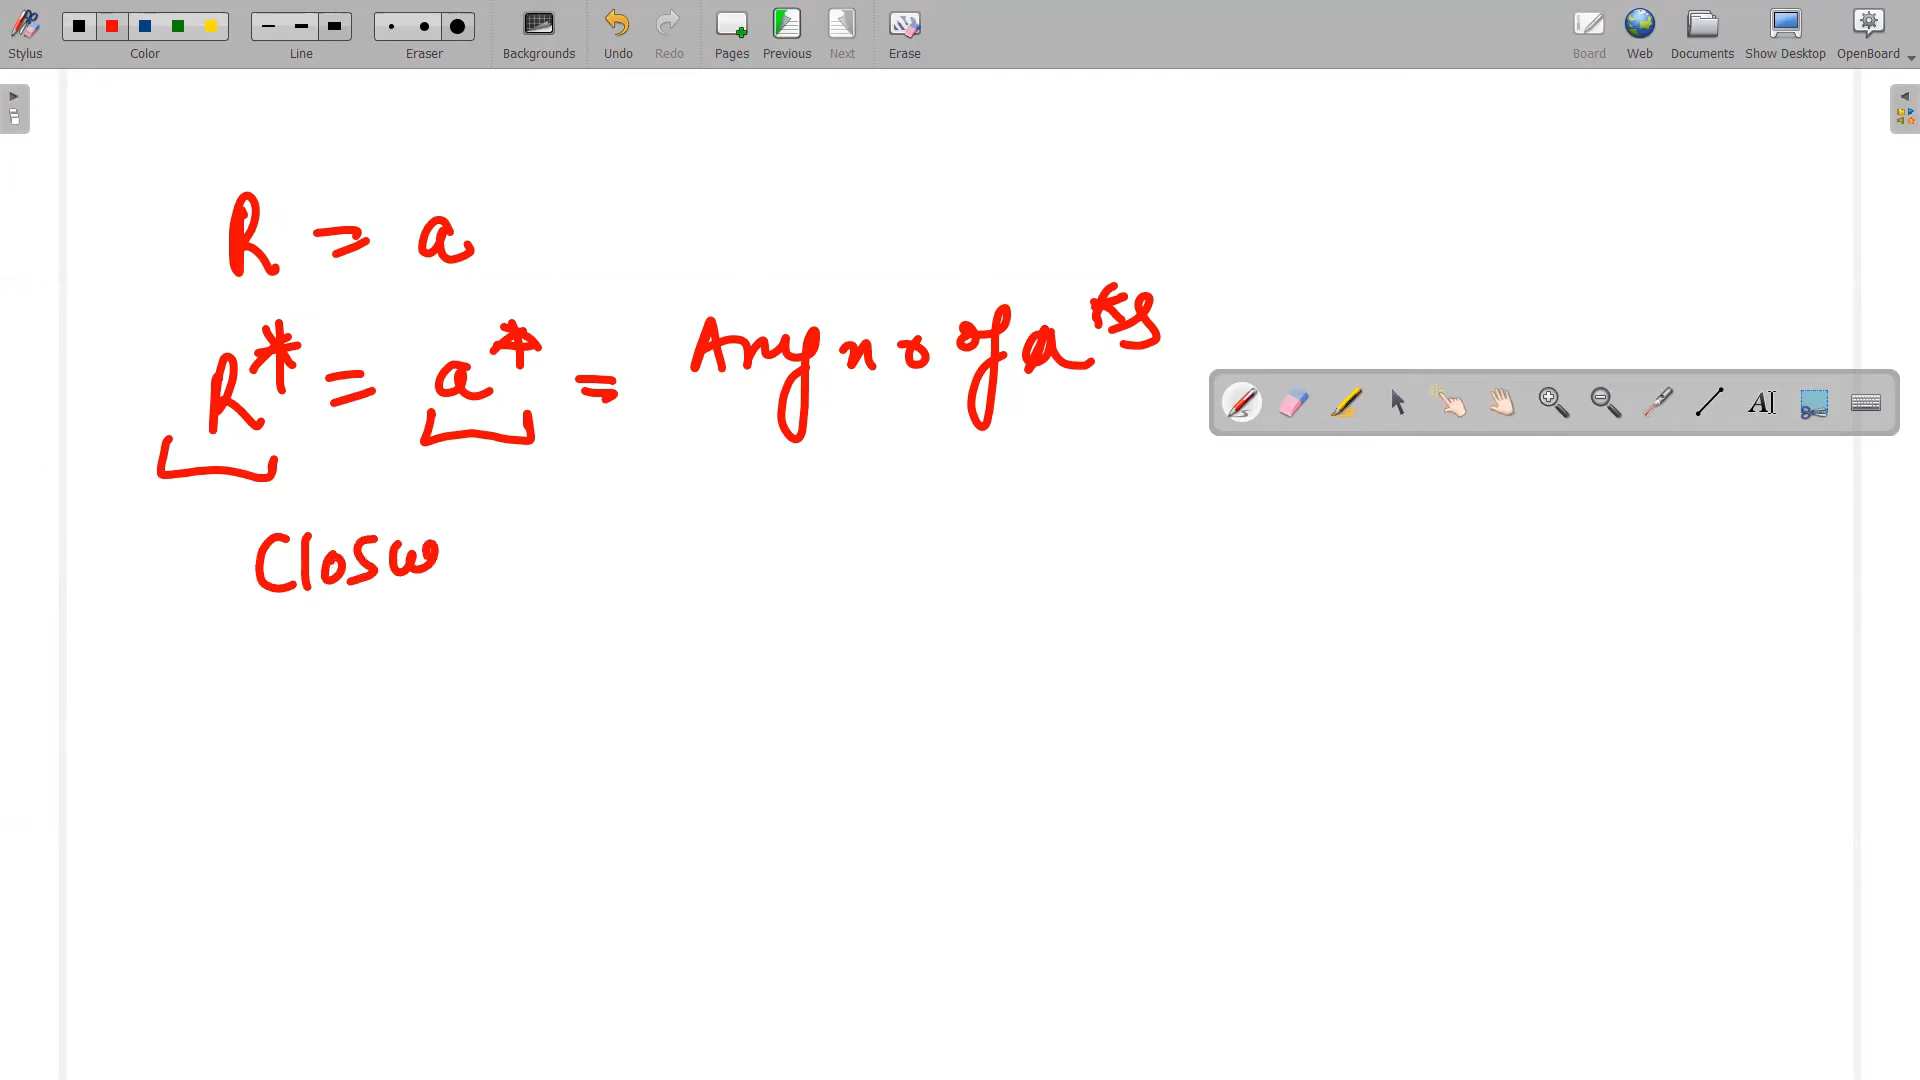 Stylus Color Line Eraser Backgrounds Undo Redo Pages Previous Next Erase Board Web Documents Show Desktop OpenBoard
R = a
R* = a* = Any no of a